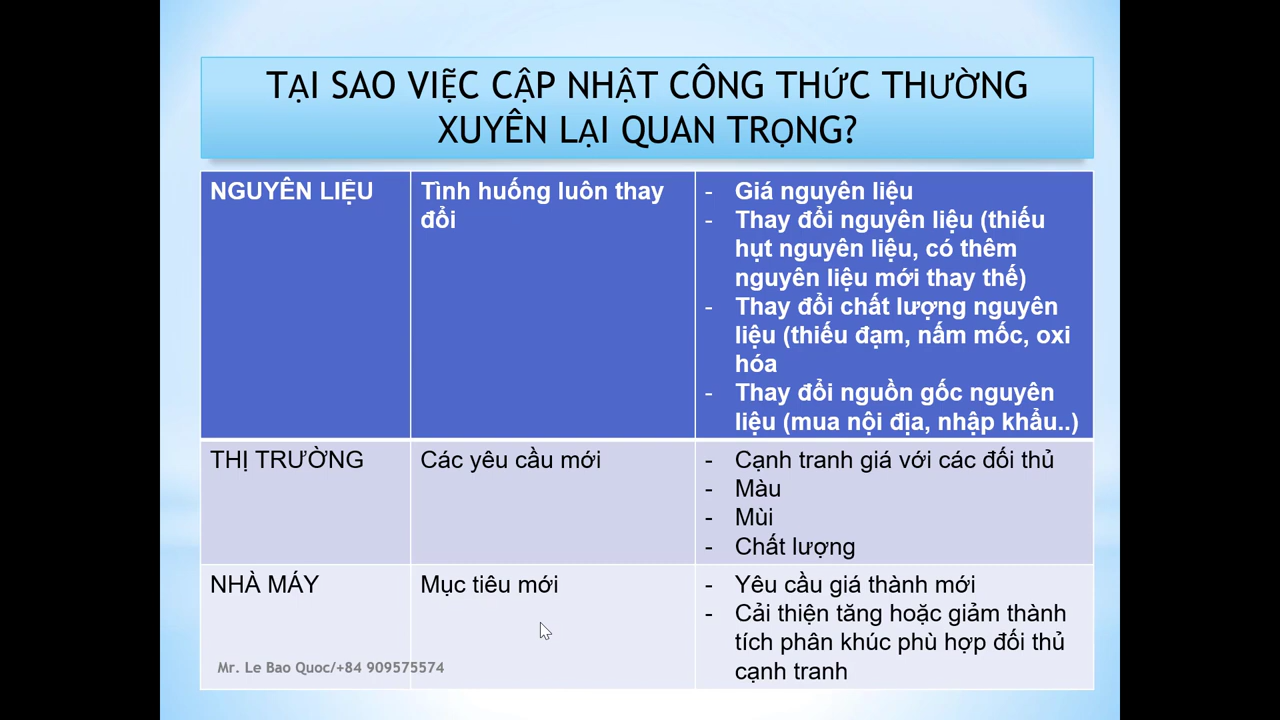 TẠI SAO VIỆC CẬP NHẬT CÔNG THỨC THƯỜNG
XUYÊN LẠI QUAN TRỌNG?
NGUYÊN LIỆU
Tình huống luôn thay
đổi
- Giá nguyên liệu
- Thay đổi nguyên liệu (thiếu
hụt nguyên liệu, có thêm
nguyên liệu mới thay thế)
- Thay đổi chất lượng nguyên
liệu (thiếu đạm, nấm mốc, oxi
hóa
- Thay đổi nguồn gốc nguyên
liệu (mua nội địa, nhập khẩu..)
THỊ TRƯỜNG
Các yêu cầu mới
- Cạnh tranh giá với các đối thủ
- Màu
- Mùi
- Chất lượng
NHÀ MÁY
Mục tiêu mới
- Yêu cầu giá thành mới
- Cải thiện tăng hoặc giảm thành
tích phân khúc phù hợp đối thủ
cạnh tranh
Mr. Le Bao Quoc/+84 909575574